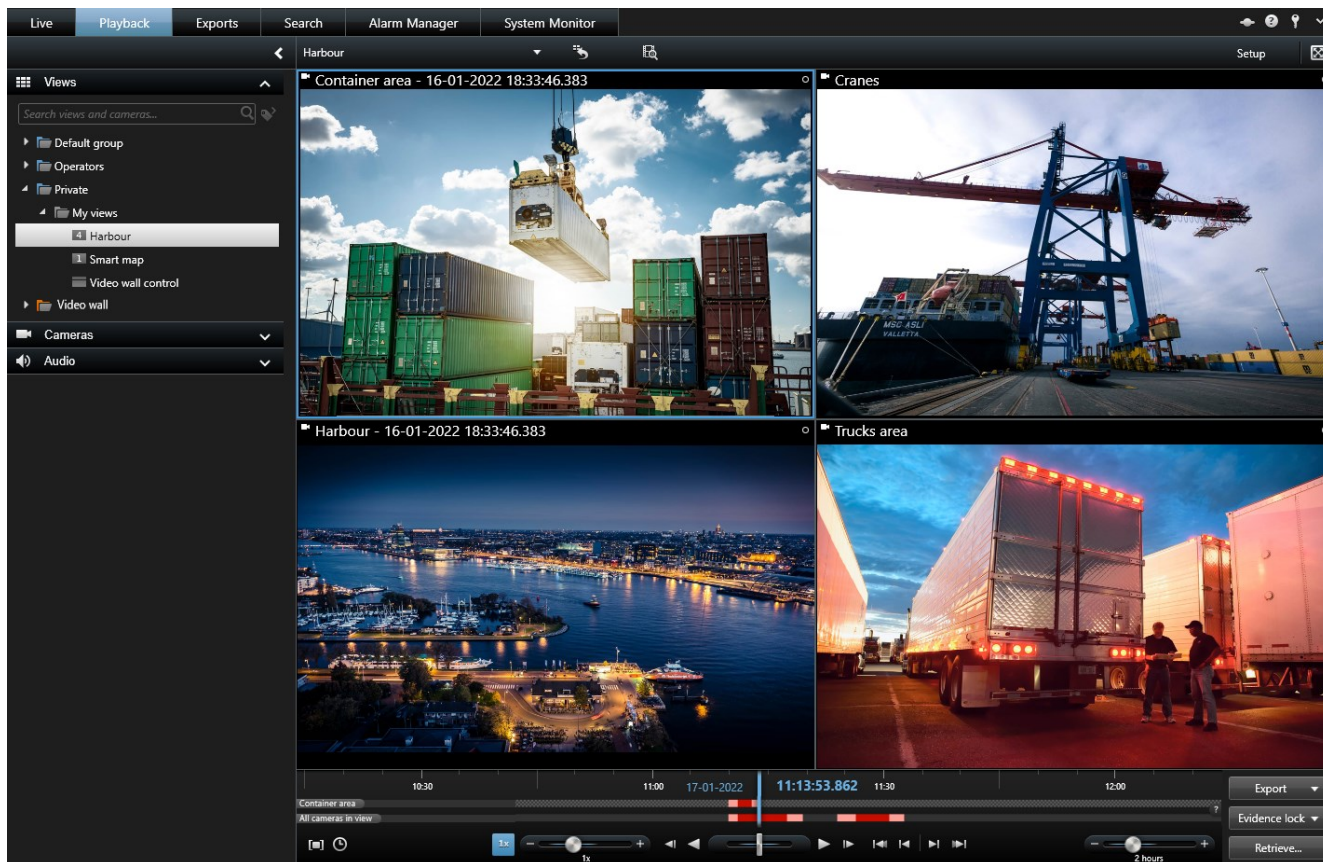 Live Playback Exports Search Alarm Manager System Monitor
Harbour Setup
Views
Search views and cameras...
Default group
Operators
Private
My views
4 Harbour
1 Smart map
Video wall control
Video wall
Cameras
Audio
Container area - 16-01-2022 18:33:46.383
Cranes
MSC ASLI
VALLETTA
Harbour - 16-01-2022 18:33:46.383
Trucks area
10:30 11:00 17-01-2022 11:13:53.862 11:30 12:00
Container area
All cameras in view
?
1x
1x
2 hours
Export
Evidence lock
Retrieve...